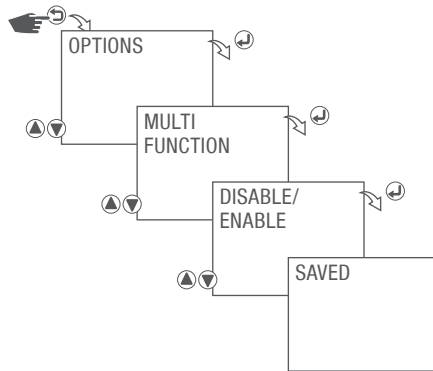 OPTIONS
MULTI
FUNCTION
DISABLE/
ENABLE
SAVED